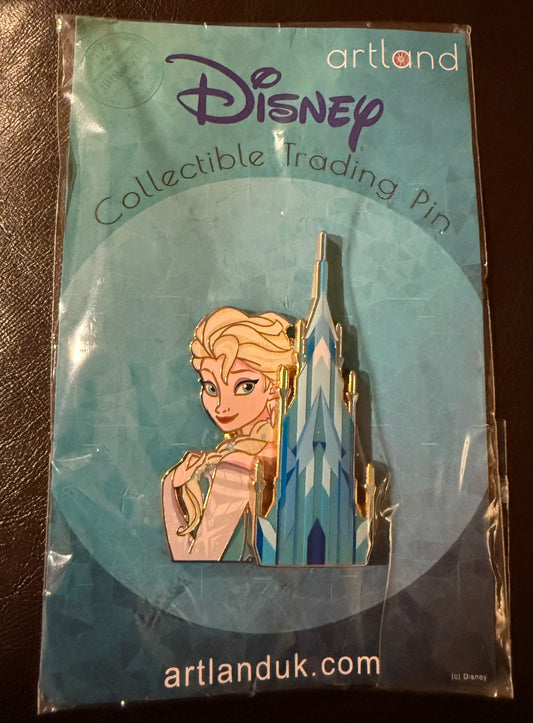 artland
Disney
Collectible Trading Pin
artlanduk.com
(c) Disney